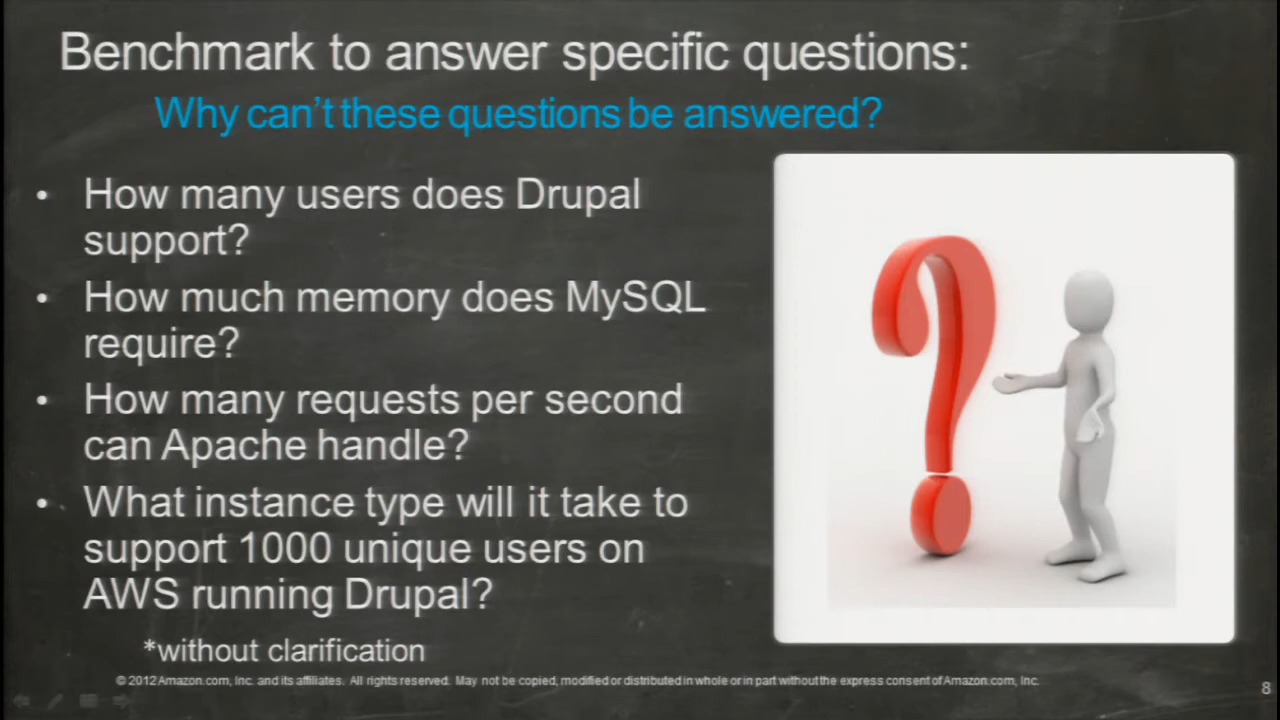 Benchmark to answer specific questions:
Why can't these questions be answered?
• How many users does Drupal
support?
• How much memory does MySQL
require?
• How many requests per second
can Apache handle?
• What instance type will it take to
support 1000 unique users on
AWS running Drupal?
*without clarification
© 2012 Amazon.com, Inc. and its affiliates. All rights reserved. May not be copied, modified or distributed in whole or in part without the express consent of Amazon.com, Inc.
8